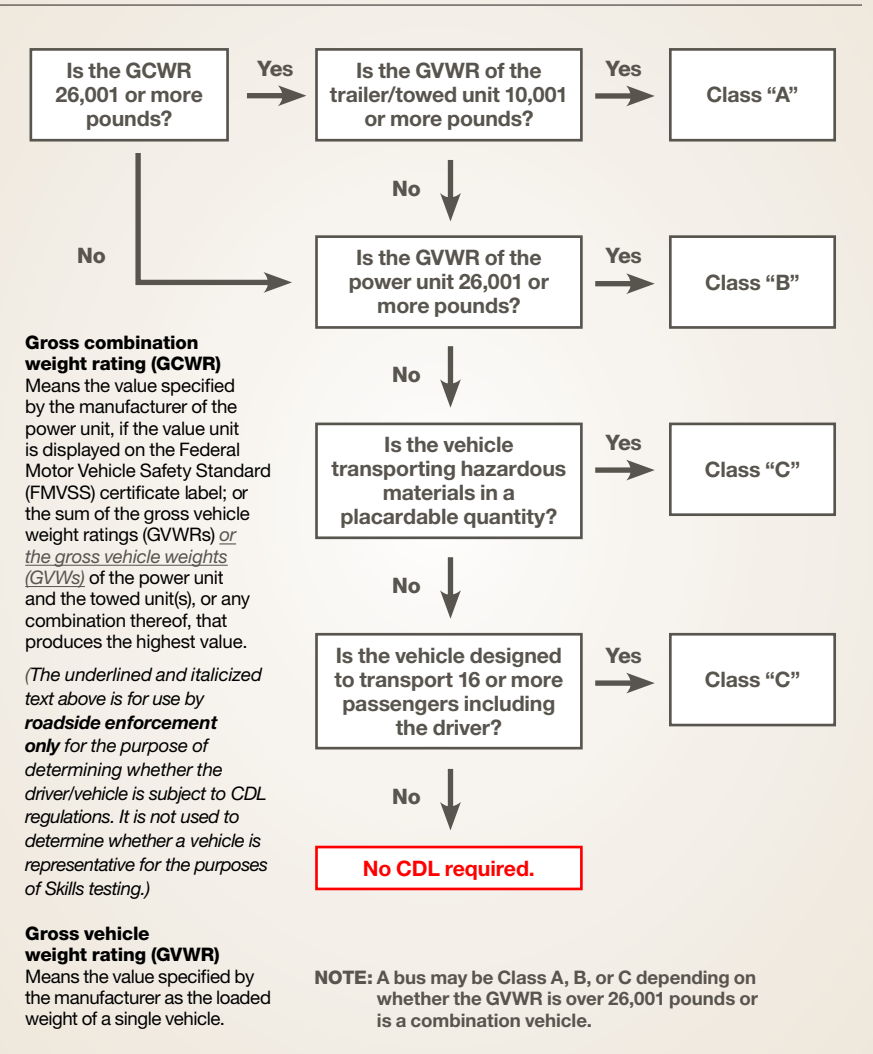 Is the GCWR
26,001 or more
pounds?
Yes
Is the GVWR of the
trailer/towed unit 10,001
or more pounds?
Yes
Class “A”
No
No
Is the GVWR of the
power unit 26,001 or
more pounds?
Yes
Class “B”
No
Is the vehicle
transporting hazardous
materials in a
placardable quantity?
Yes
Class “C”
No
Is the vehicle designed
to transport 16 or more
passengers including
the driver?
Yes
Class “C”
No
No CDL required.
Gross combination
weight rating (GCWR)
Means the value specified
by the manufacturer of the
power unit, if the value unit
is displayed on the Federal
Motor Vehicle Safety Standard
(FMVSS) certificate label; or
the sum of the gross vehicle
weight ratings (GVWRs) or
the gross vehicle weights
(GVWs) of the power unit
and the towed unit(s), or any
combination thereof, that
produces the highest value.
(The underlined and italicized
text above is for use by
roadside enforcement
only for the purpose of
determining whether the
driver/vehicle is subject to CDL
regulations. It is not used to
determine whether a vehicle is
representative for the purposes
of Skills testing.)
Gross vehicle
weight rating (GVWR)
Means the value specified by
the manufacturer as the loaded
weight of a single vehicle.
NOTE: A bus may be Class A, B, or C depending on
whether the GVWR is over 26,001 pounds or
is a combination vehicle.